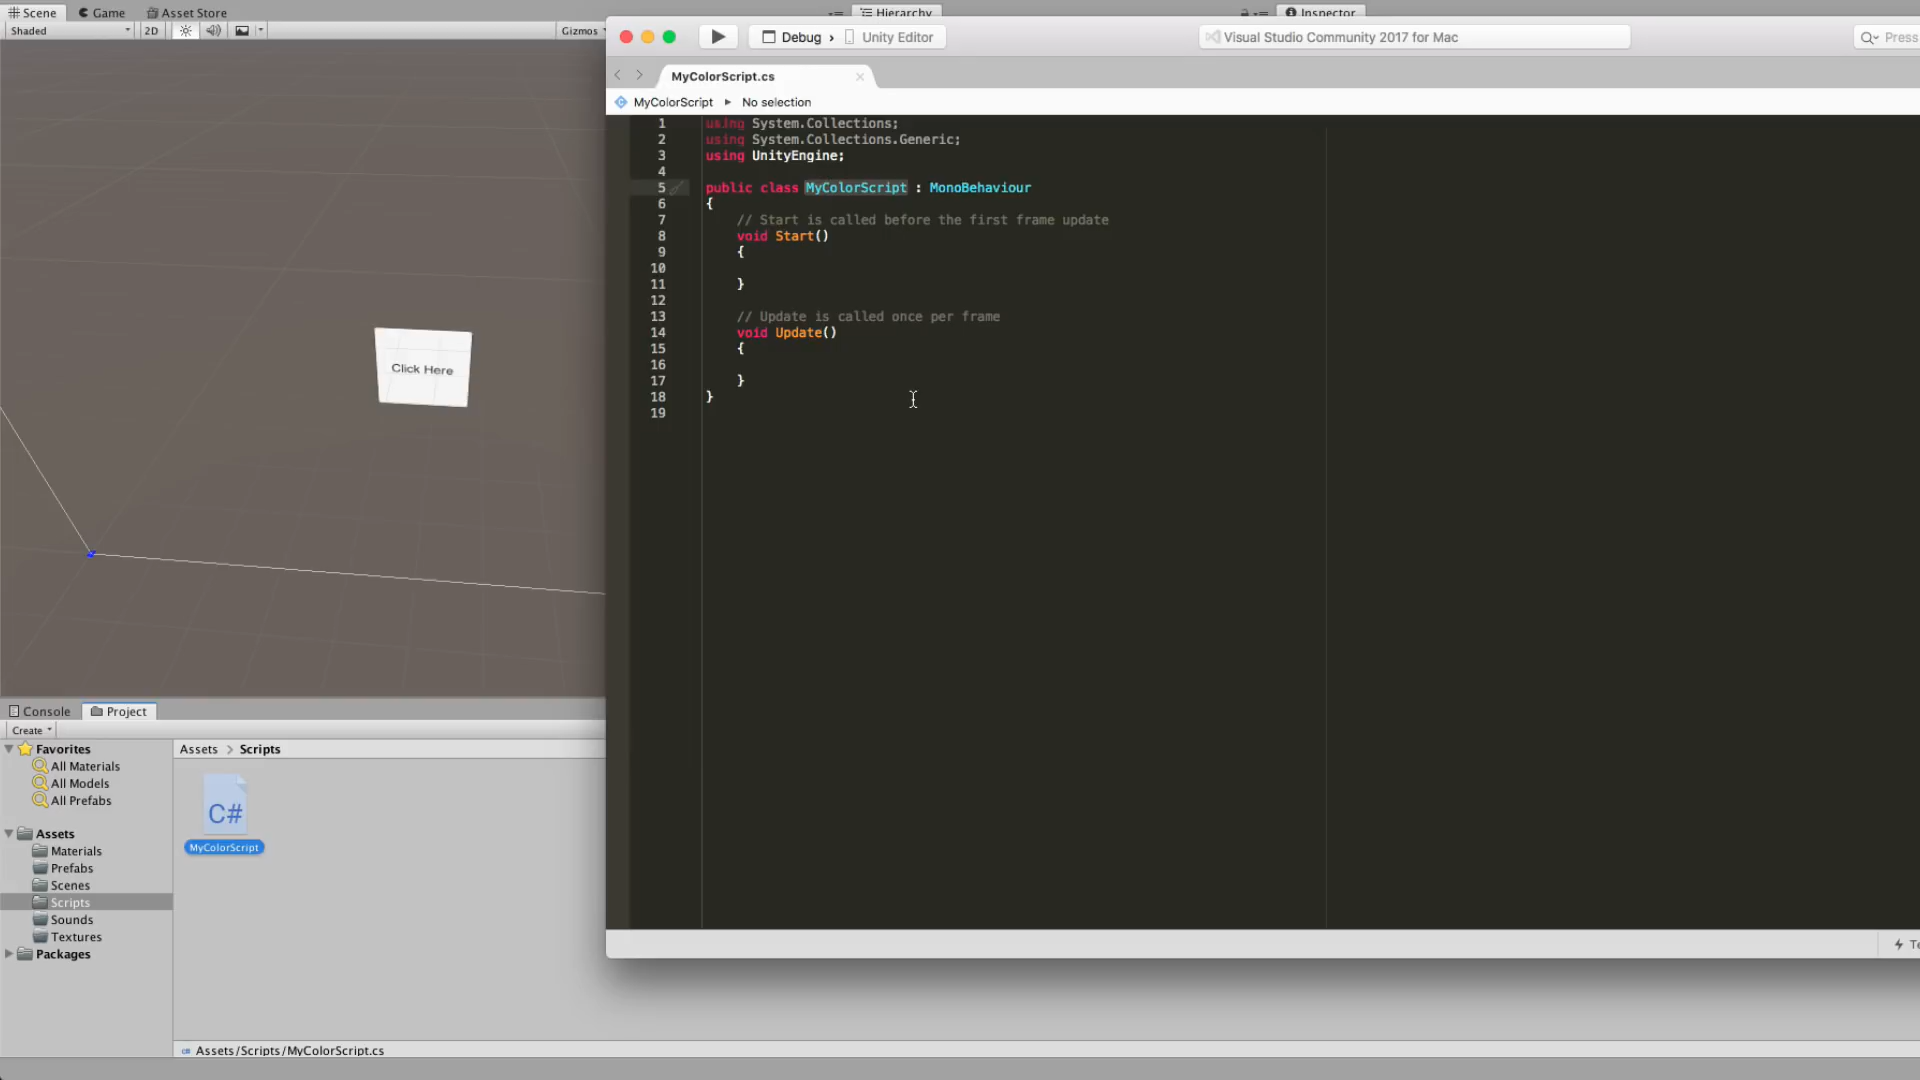 Scene
Game
Asset Store
Hierarchy
Inspector
Shaded
2D
Gizmos
Debug › Unity Editor
Visual Studio Community 2017 for Mac
Press
MyColorScript.cs
MyColorScript
No selection
1 using System.Collections;
2 using System.Collections.Generic;
3 using UnityEngine;
4
5 public class MyColorScript : MonoBehaviour
6 {
7 // Start is called before the first frame update
8 void Start()
9 {
10
11 }
12
13 // Update is called once per frame
14 void Update()
15 {
16
17 }
18 }
19
Click Here
Console
Project
Create
Favorites
All Materials
All Models
All Prefabs
Assets
Materials
Prefabs
Scenes
Scripts
Sounds
Textures
Packages
Assets > Scripts
C#
MyColorScript
Te
Assets/Scripts/MyColorScript.cs